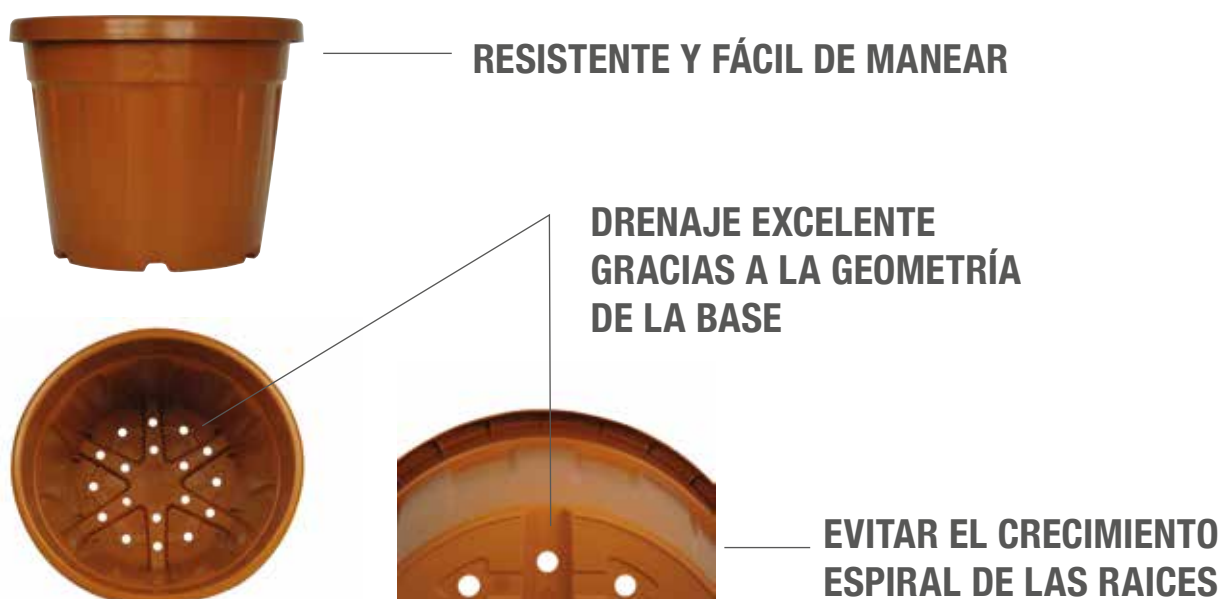 RESISTENTE Y FÁCIL DE MANEAR
DRENAJE EXCELENTE
GRACIAS A LA GEOMETRÍA
DE LA BASE
EVITAR EL CRECIMIENTO
ESPIRAL DE LAS RAICES